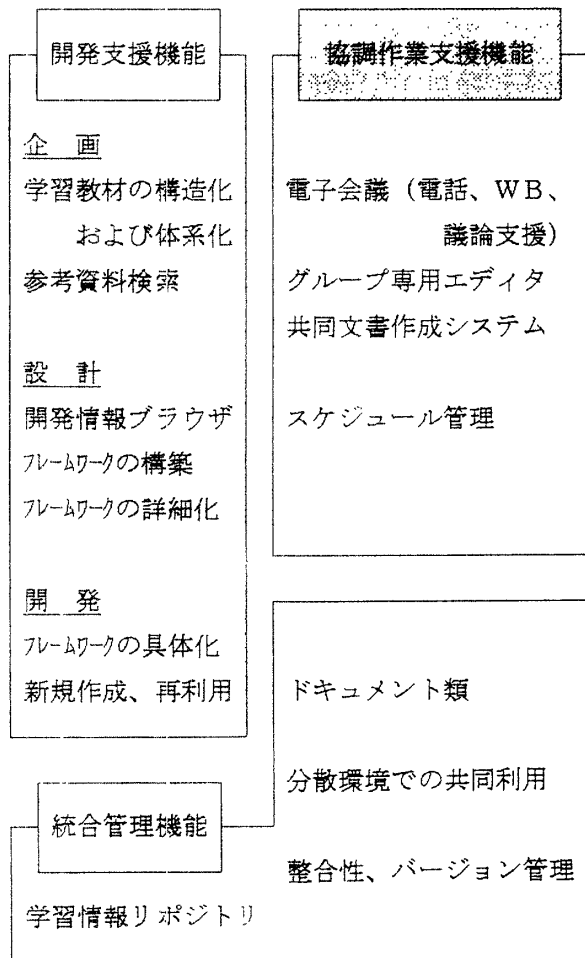 開発支援機能
企　画
学習教材の構造化
および体系化
参考資料検索
設　計
開発情報ブラウザ
ﾌﾚｰﾑﾜｰｸの構築
ﾌﾚｰﾑﾜｰｸの詳細化
開　発
ﾌﾚｰﾑﾜｰｸの具体化
新規作成、再利用
協調作業支援機能
電子会議（電話、ＷＢ、
議論支援）
グループ専用エディタ
共同文書作成システム
スケジュール管理
統合管理機能
学習情報リポジトリ
ドキュメント類
分散環境での共同利用
整合性、バージョン管理